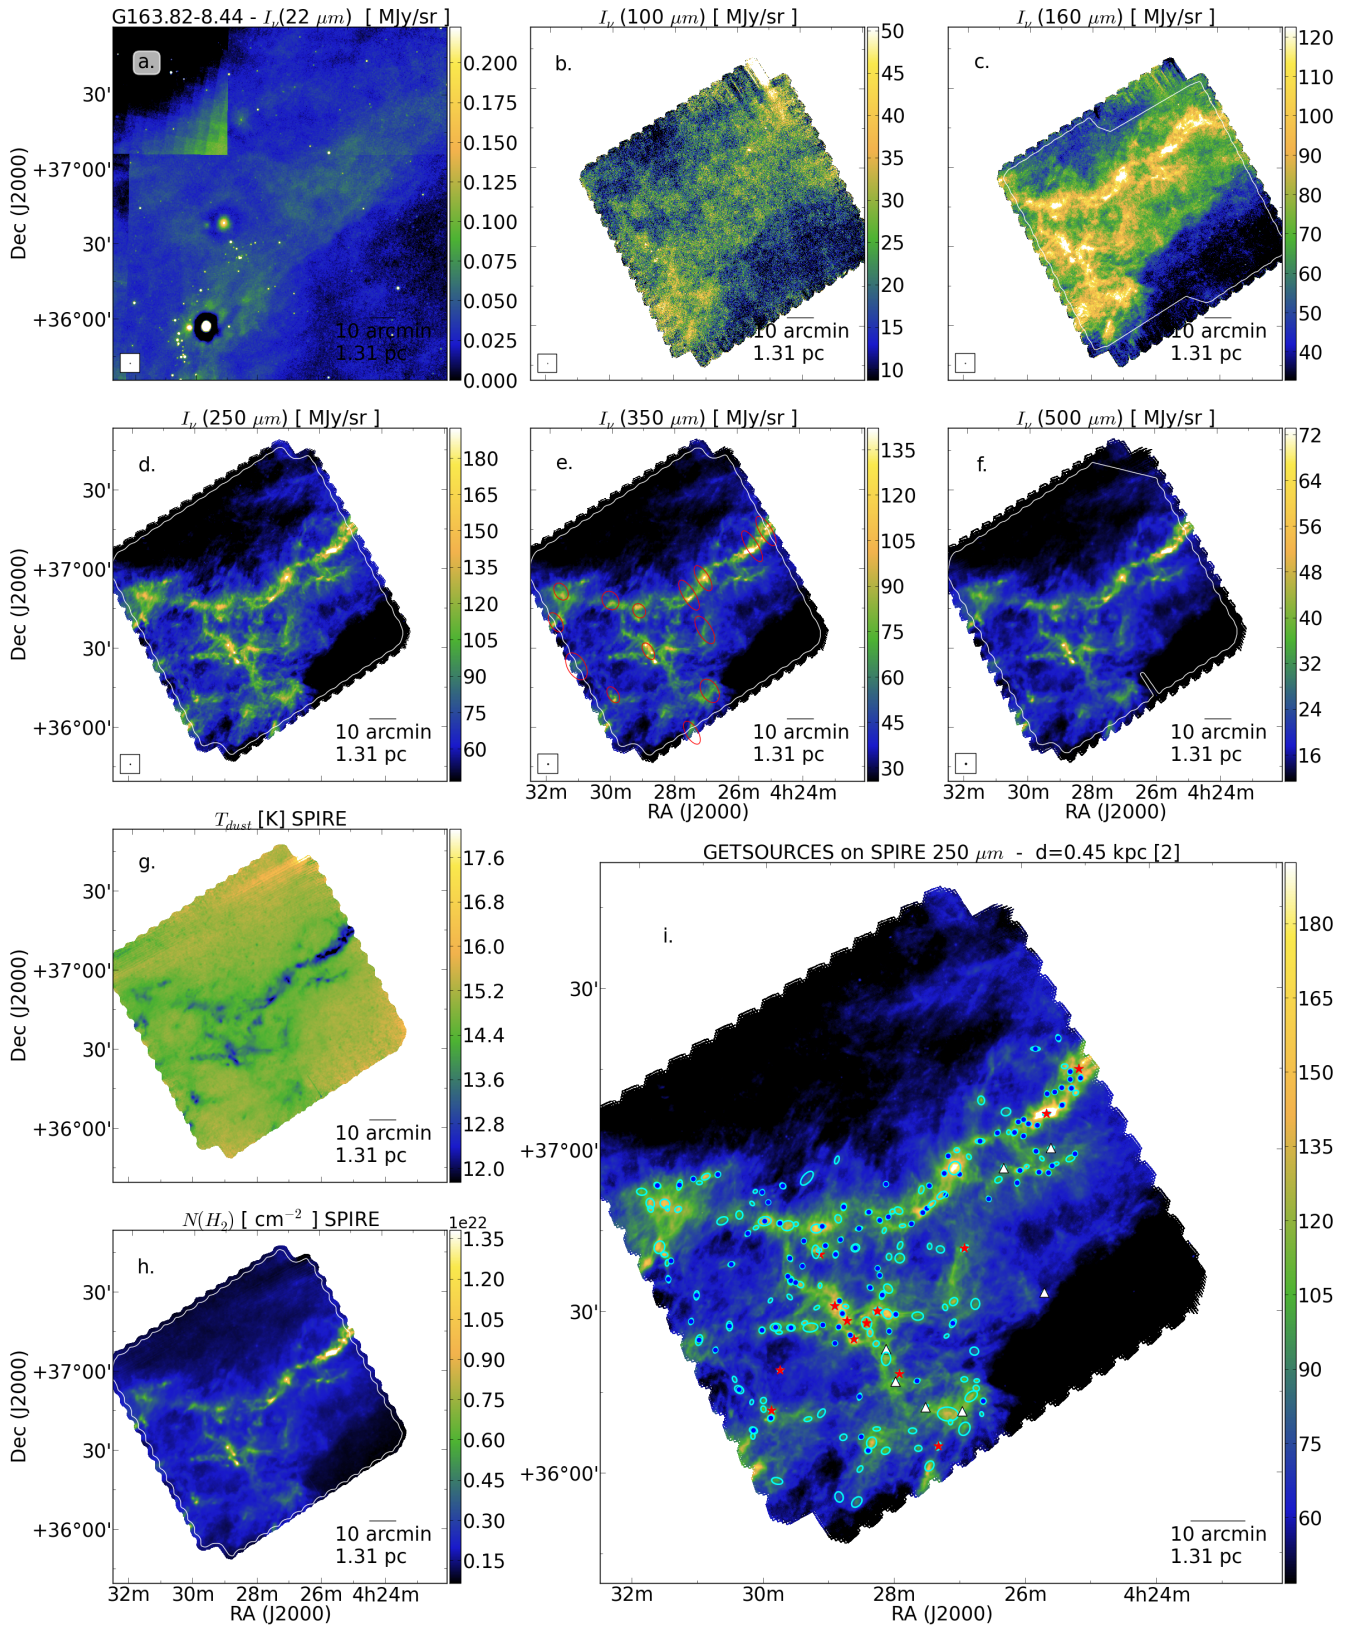 G163.82-8.44 - Iν(22 μm) [ MJy/sr ]
a.
0.200
0.175
0.150
0.125
0.100
0.075
0.050
0.025
0.000
30'
+37°00'
30'
+36°00'
Dec (J2000)
10 arcmin
1.31 pc
Iν (100 μm) [ MJy/sr ]
b.
50
45
40
35
30
25
20
15
10
10 arcmin
1.31 pc
Iν (160 μm) [ MJy/sr ]
c.
120
110
100
90
80
70
60
50
40
10 arcmin
1.31 pc
Iν (250 μm) [ MJy/sr ]
d.
180
165
150
135
120
105
90
75
60
30'
+37°00'
30'
+36°00'
Dec (J2000)
10 arcmin
1.31 pc
Iν (350 μm) [ MJy/sr ]
e.
135
120
105
90
75
60
45
30
10 arcmin
1.31 pc
32m 30m 28m 26m 4h24m
RA (J2000)
Iν (500 μm) [ MJy/sr ]
f.
72
64
56
48
40
32
24
16
10 arcmin
1.31 pc
32m 30m 28m 26m 4h24m
RA (J2000)
Tdust [K] SPIRE
g.
17.6
16.8
16.0
15.2
14.4
13.6
12.8
12.0
30'
+37°00'
30'
+36°00'
Dec (J2000)
10 arcmin
1.31 pc
N(H2) [ cm−2 ] SPIRE
1e22
h.
1.35
1.20
1.05
0.90
0.75
0.60
0.45
0.30
0.15
30'
+37°00'
30'
+36°00'
Dec (J2000)
10 arcmin
1.31 pc
32m 30m 28m 26m 4h24m
RA (J2000)
GETSOURCES on SPIRE 250 μm - d=0.45 kpc [2]
i.
180
165
150
135
120
105
90
75
60
30'
+37°00'
30'
+36°00'
10 arcmin
1.31 pc
32m 30m 28m 26m 4h24m
RA (J2000)